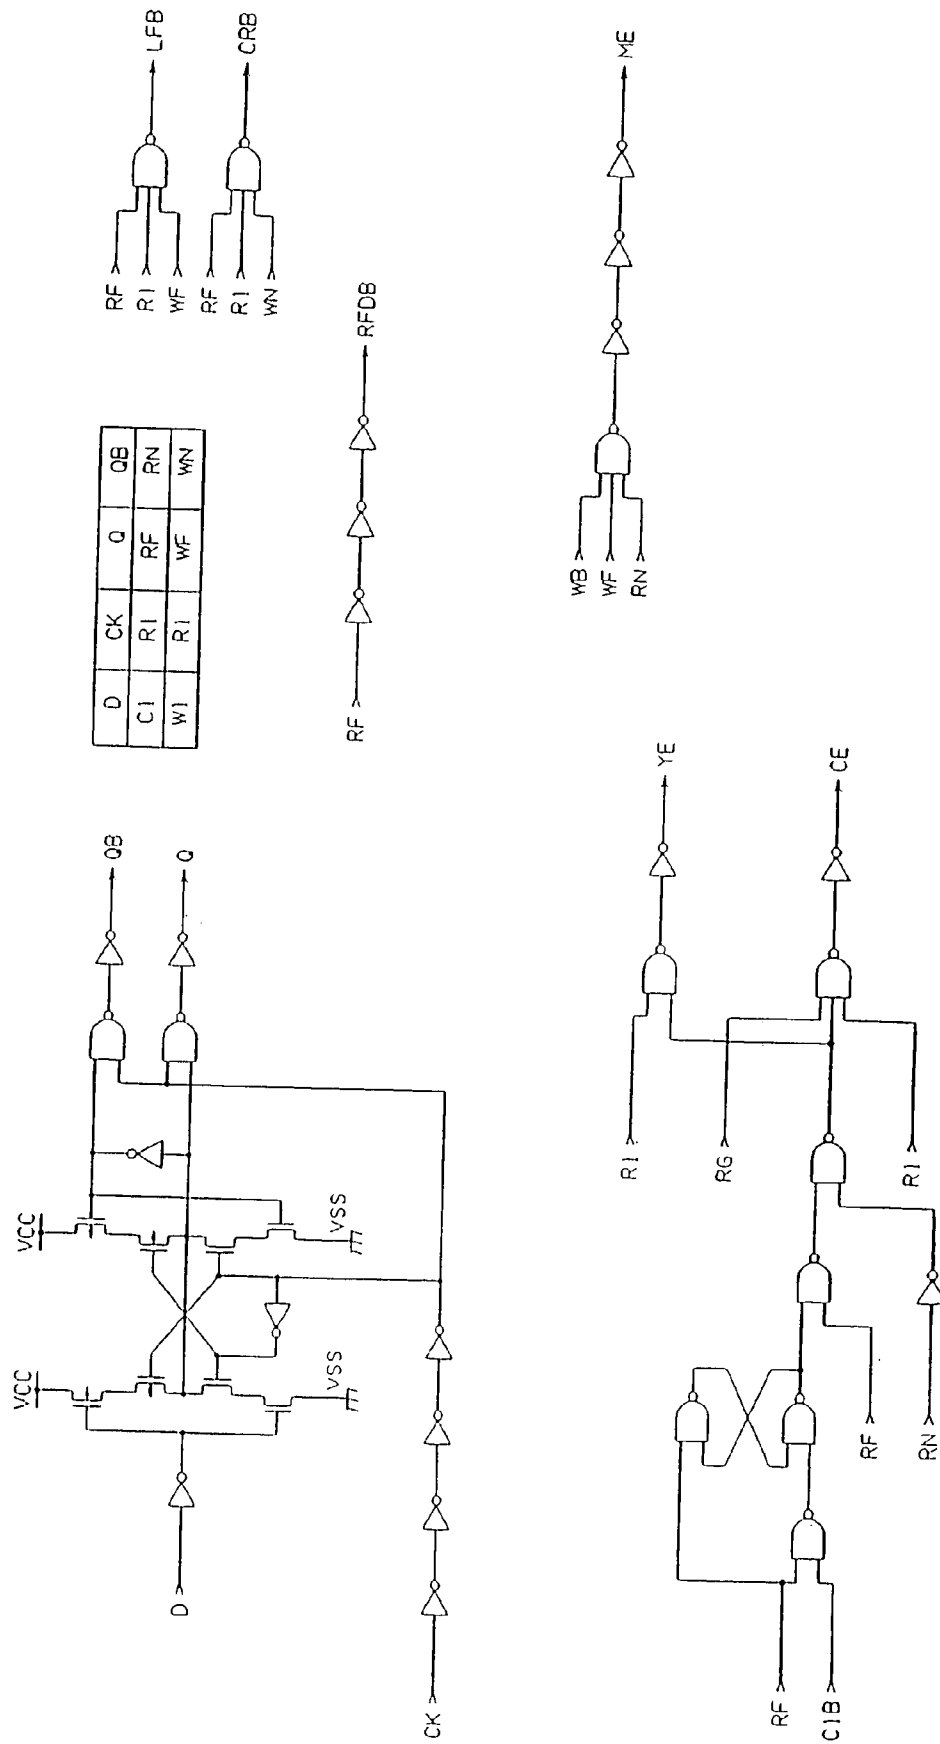 VCC
VCC
QB
D
Q
VSS
VSS
CK
D CK Q QB
C1 R1 RF RN
W1 R1 WF WN
RF
R1
WF
LFB
RF
R1
WN
CRB
RF
RFDB
RF
C1B
RF
RN
R1
RG
R1
YE
CE
WB
WF
RN
ME